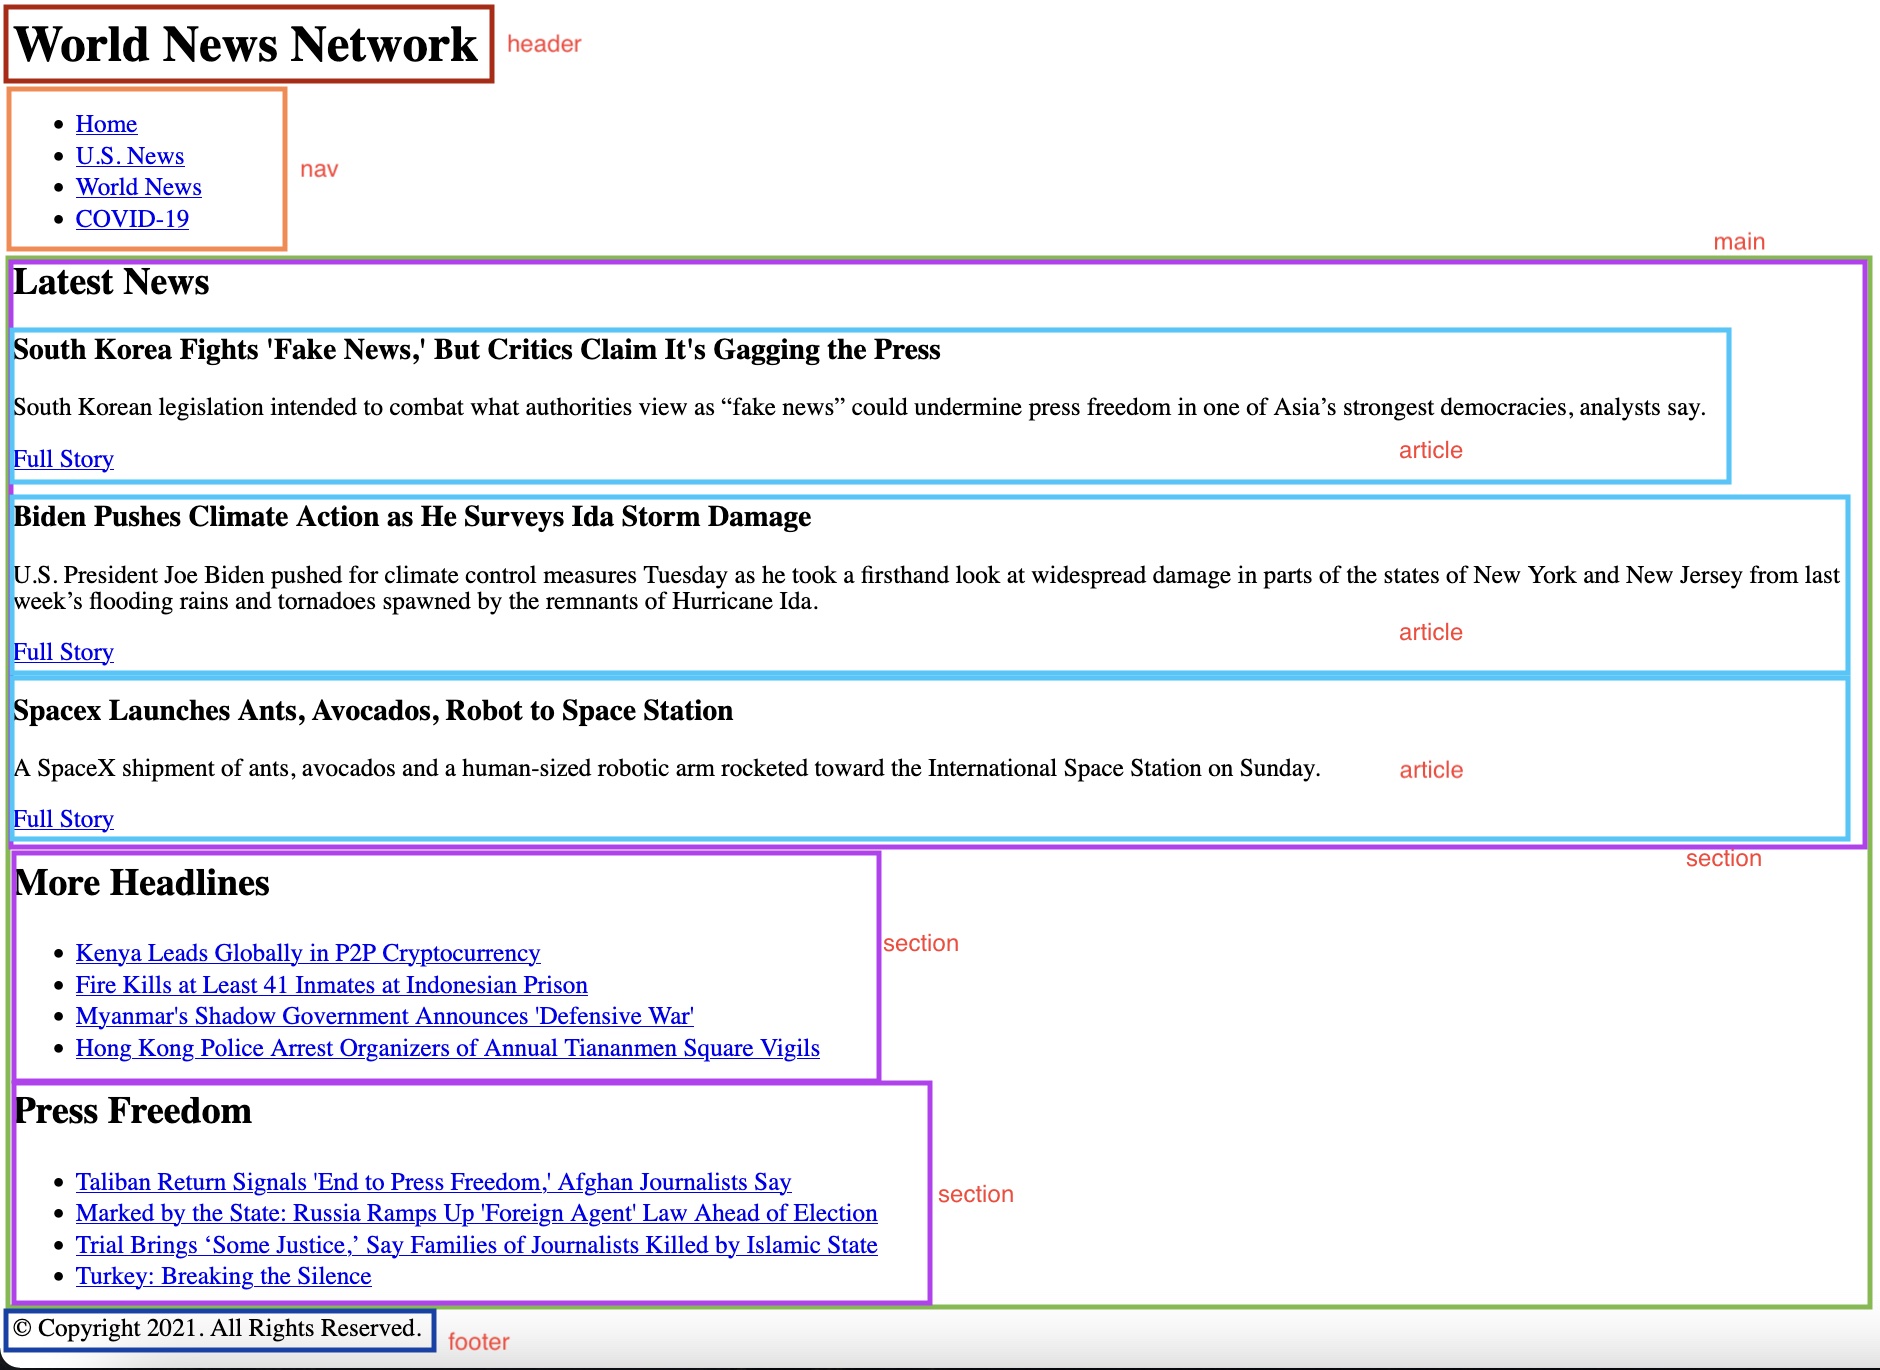 World News Network
header
Home
U.S. News
nav
World News
COVID-19
main
Latest News
South Korea Fights 'Fake News,' But Critics Claim It's Gagging the Press
South Korean legislation intended to combat what authorities view as “fake news” could undermine press freedom in one of Asia’s strongest democracies, analysts say.
article
Full Story
Biden Pushes Climate Action as He Surveys Ida Storm Damage
U.S. President Joe Biden pushed for climate control measures Tuesday as he took a firsthand look at widespread damage in parts of the states of New York and New Jersey from last
week’s flooding rains and tornadoes spawned by the remnants of Hurricane Ida.
article
Full Story
Spacex Launches Ants, Avocados, Robot to Space Station
A SpaceX shipment of ants, avocados and a human-sized robotic arm rocketed toward the International Space Station on Sunday.
article
Full Story
section
More Headlines
section
Kenya Leads Globally in P2P Cryptocurrency
Fire Kills at Least 41 Inmates at Indonesian Prison
Myanmar's Shadow Government Announces 'Defensive War'
Hong Kong Police Arrest Organizers of Annual Tiananmen Square Vigils
Press Freedom
Taliban Return Signals 'End to Press Freedom,' Afghan Journalists Say
section
Marked by the State: Russia Ramps Up 'Foreign Agent' Law Ahead of Election
Trial Brings ‘Some Justice,’ Say Families of Journalists Killed by Islamic State
Turkey: Breaking the Silence
© Copyright 2021. All Rights Reserved.
footer